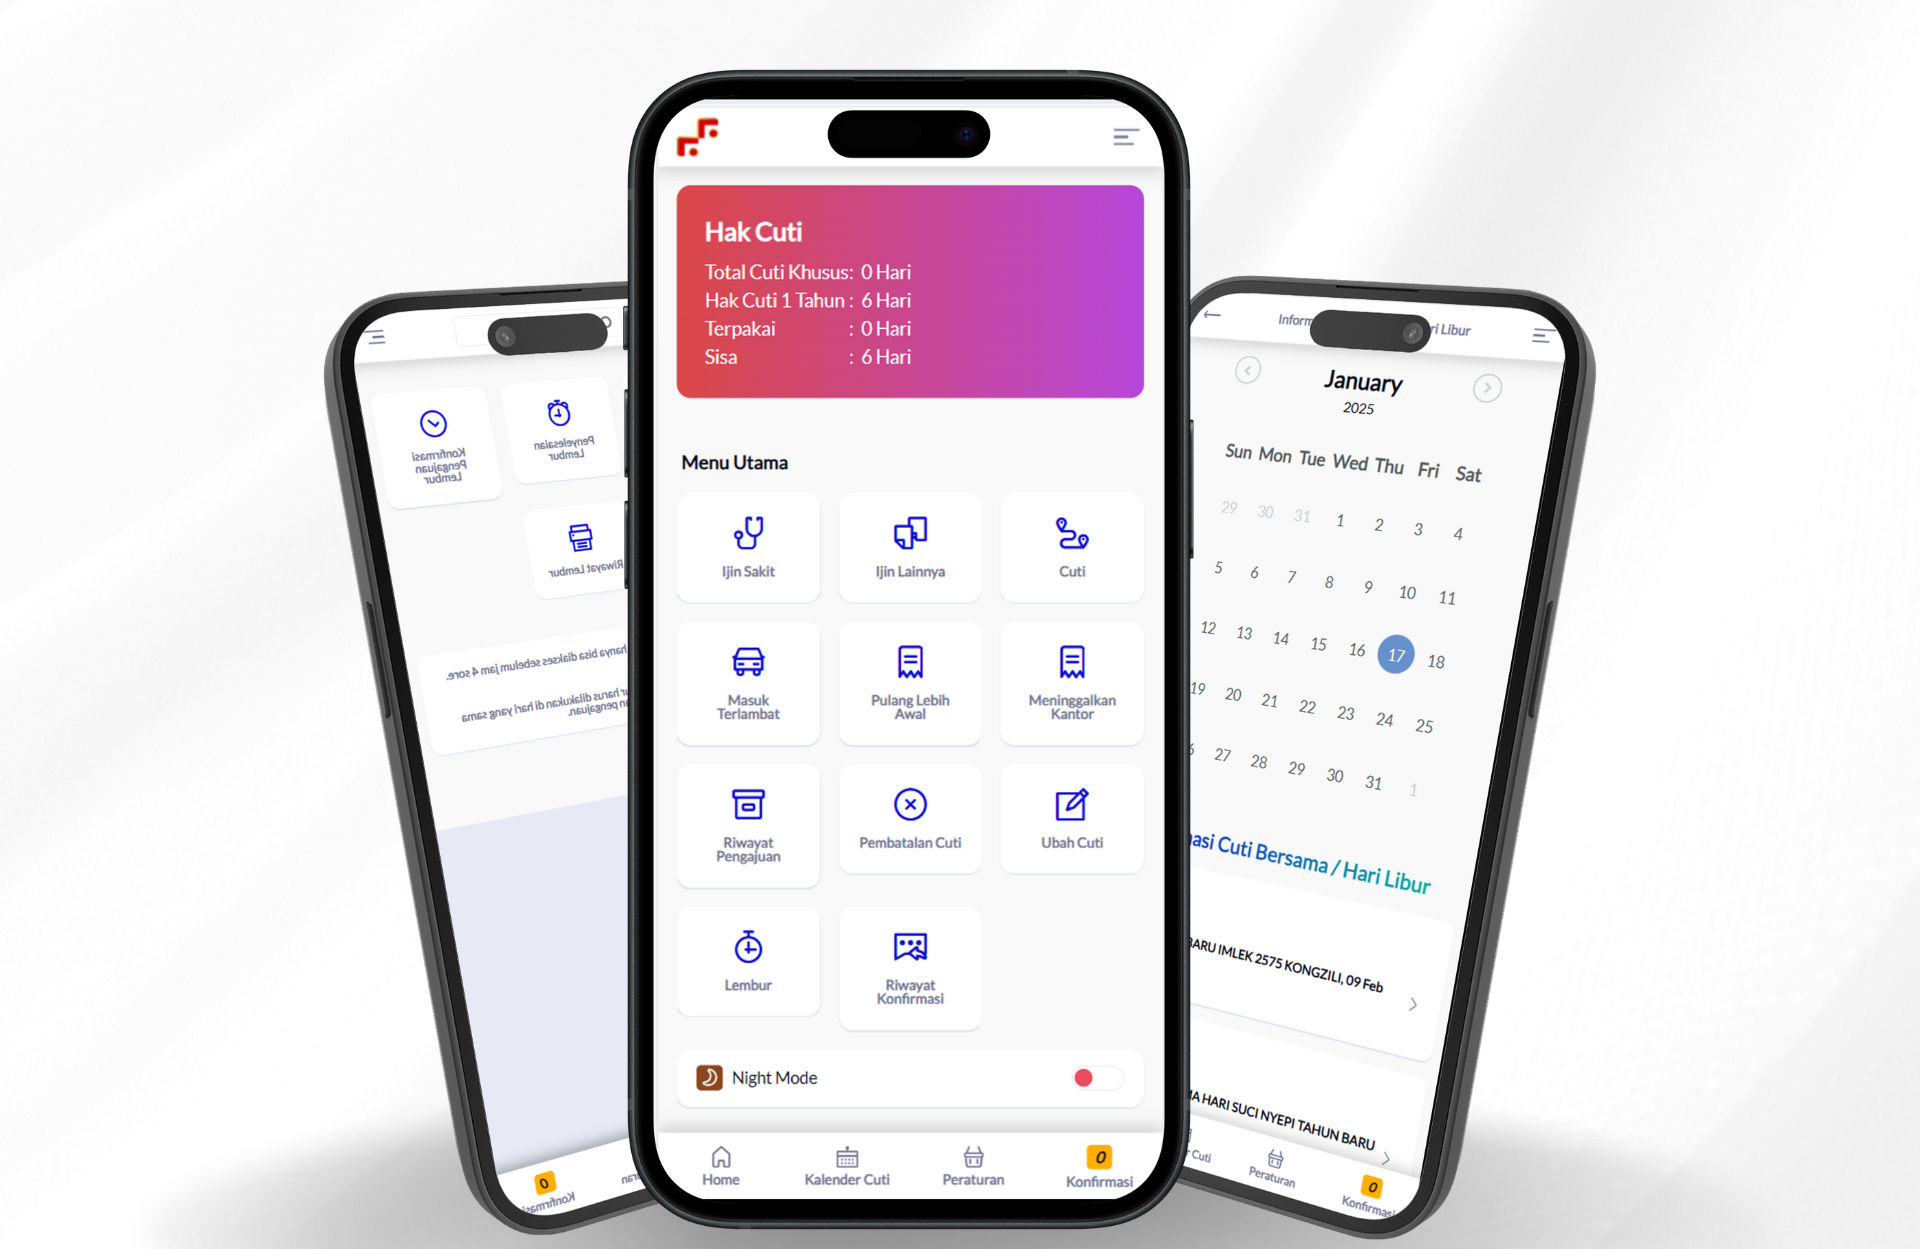 Hak Cuti
Total Cuti Khusus: 0 Hari
Hak Cuti 1 Tahun : 6 Hari
Terpakai : 0 Hari
Sisa : 6 Hari
Menu Utama
Ijin Sakit
Ijin Lainnya
Cuti
Masuk
Terlambat
Pulang Lebih
Awal
Meninggalkan
Kantor
Riwayat
Pengajuan
Pembatalan Cuti
Ubah Cuti
Lembur
Riwayat
Konfirmasi
Night Mode
Home
Kalender Cuti
Peraturan
0
Konfirmasi
Konfirmasi
Pengajuan
Lembur
Penyelesaian
Lembur
Riwayat Lembur
hanya bisa diakses sebelum jam 4 sore.
harus dilakukan di hari yang sama
pengajuan.
0
Konfirmasi
Libur
January
2025
Sun Mon Tue Wed Thu Fri Sat
29 30 31 1 2 3 4
5 6 7 8 9 10 11
12 13 14 15 16 17 18
19 20 21 22 23 24 25
27 28 29 30 31 1
Cuti Bersama / Hari Libur
BARU IMLEK 2575 KONGZILI, 09 Feb
HARI SUCI NYEPI TAHUN BARU
Cuti
Peraturan
0
Konfirmasi